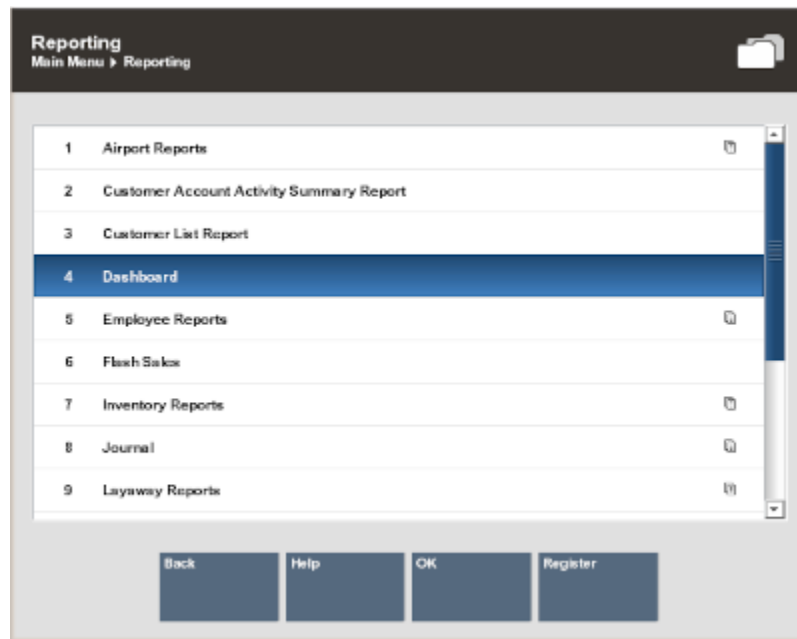 Reporting
Main Menu ▸ Reporting
1 Airport Reports
2 Customer Account Activity Summary Report
3 Customer List Report
4 Dashboard
5 Employee Reports
6 Flash Sales
7 Inventory Reports
8 Journal
9 Layaway Reports
Back Help OK Register